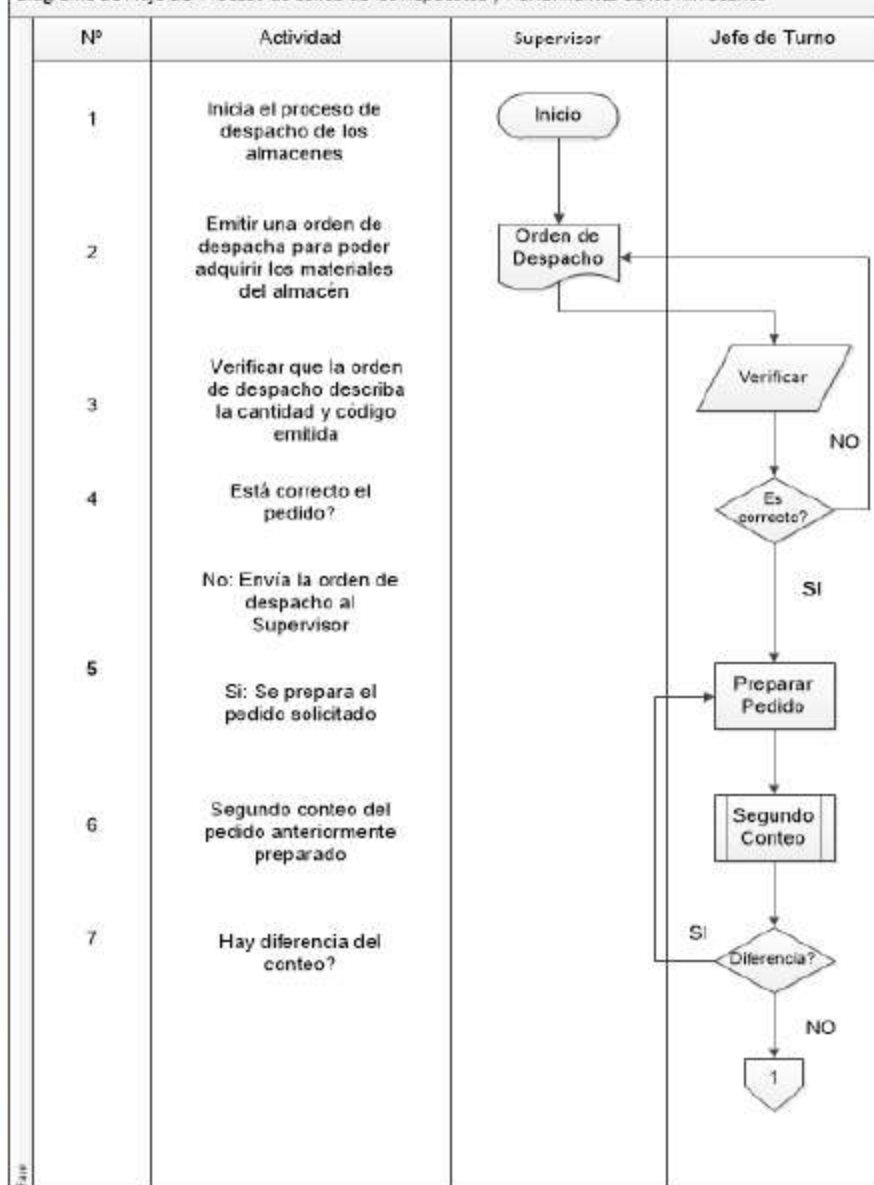 Nº
Actividad
Supervisor
Jefe de Turno
1
Inicia el proceso de
despacho de los
almacenes
Inicio
2
Emitir una orden de
despacha para poder
adquirir los materiales
del almacén
Orden de
Despacho
3
Verificar que la orden
de despacho describa
la cantidad y código
emitida
Verificar
NO
4
Está correcto el
pedido?
Es
correcto?
No: Envía la orden de
despacho al
Supervisor
SI
5
Si: Se prepara el
pedido solicitado
Preparar
Pedido
6
Segundo conteo del
pedido anteriormente
preparado
Segundo
Conteo
7
Hay diferencia del
conteo?
SI
Diferencia?
NO
1
Fase